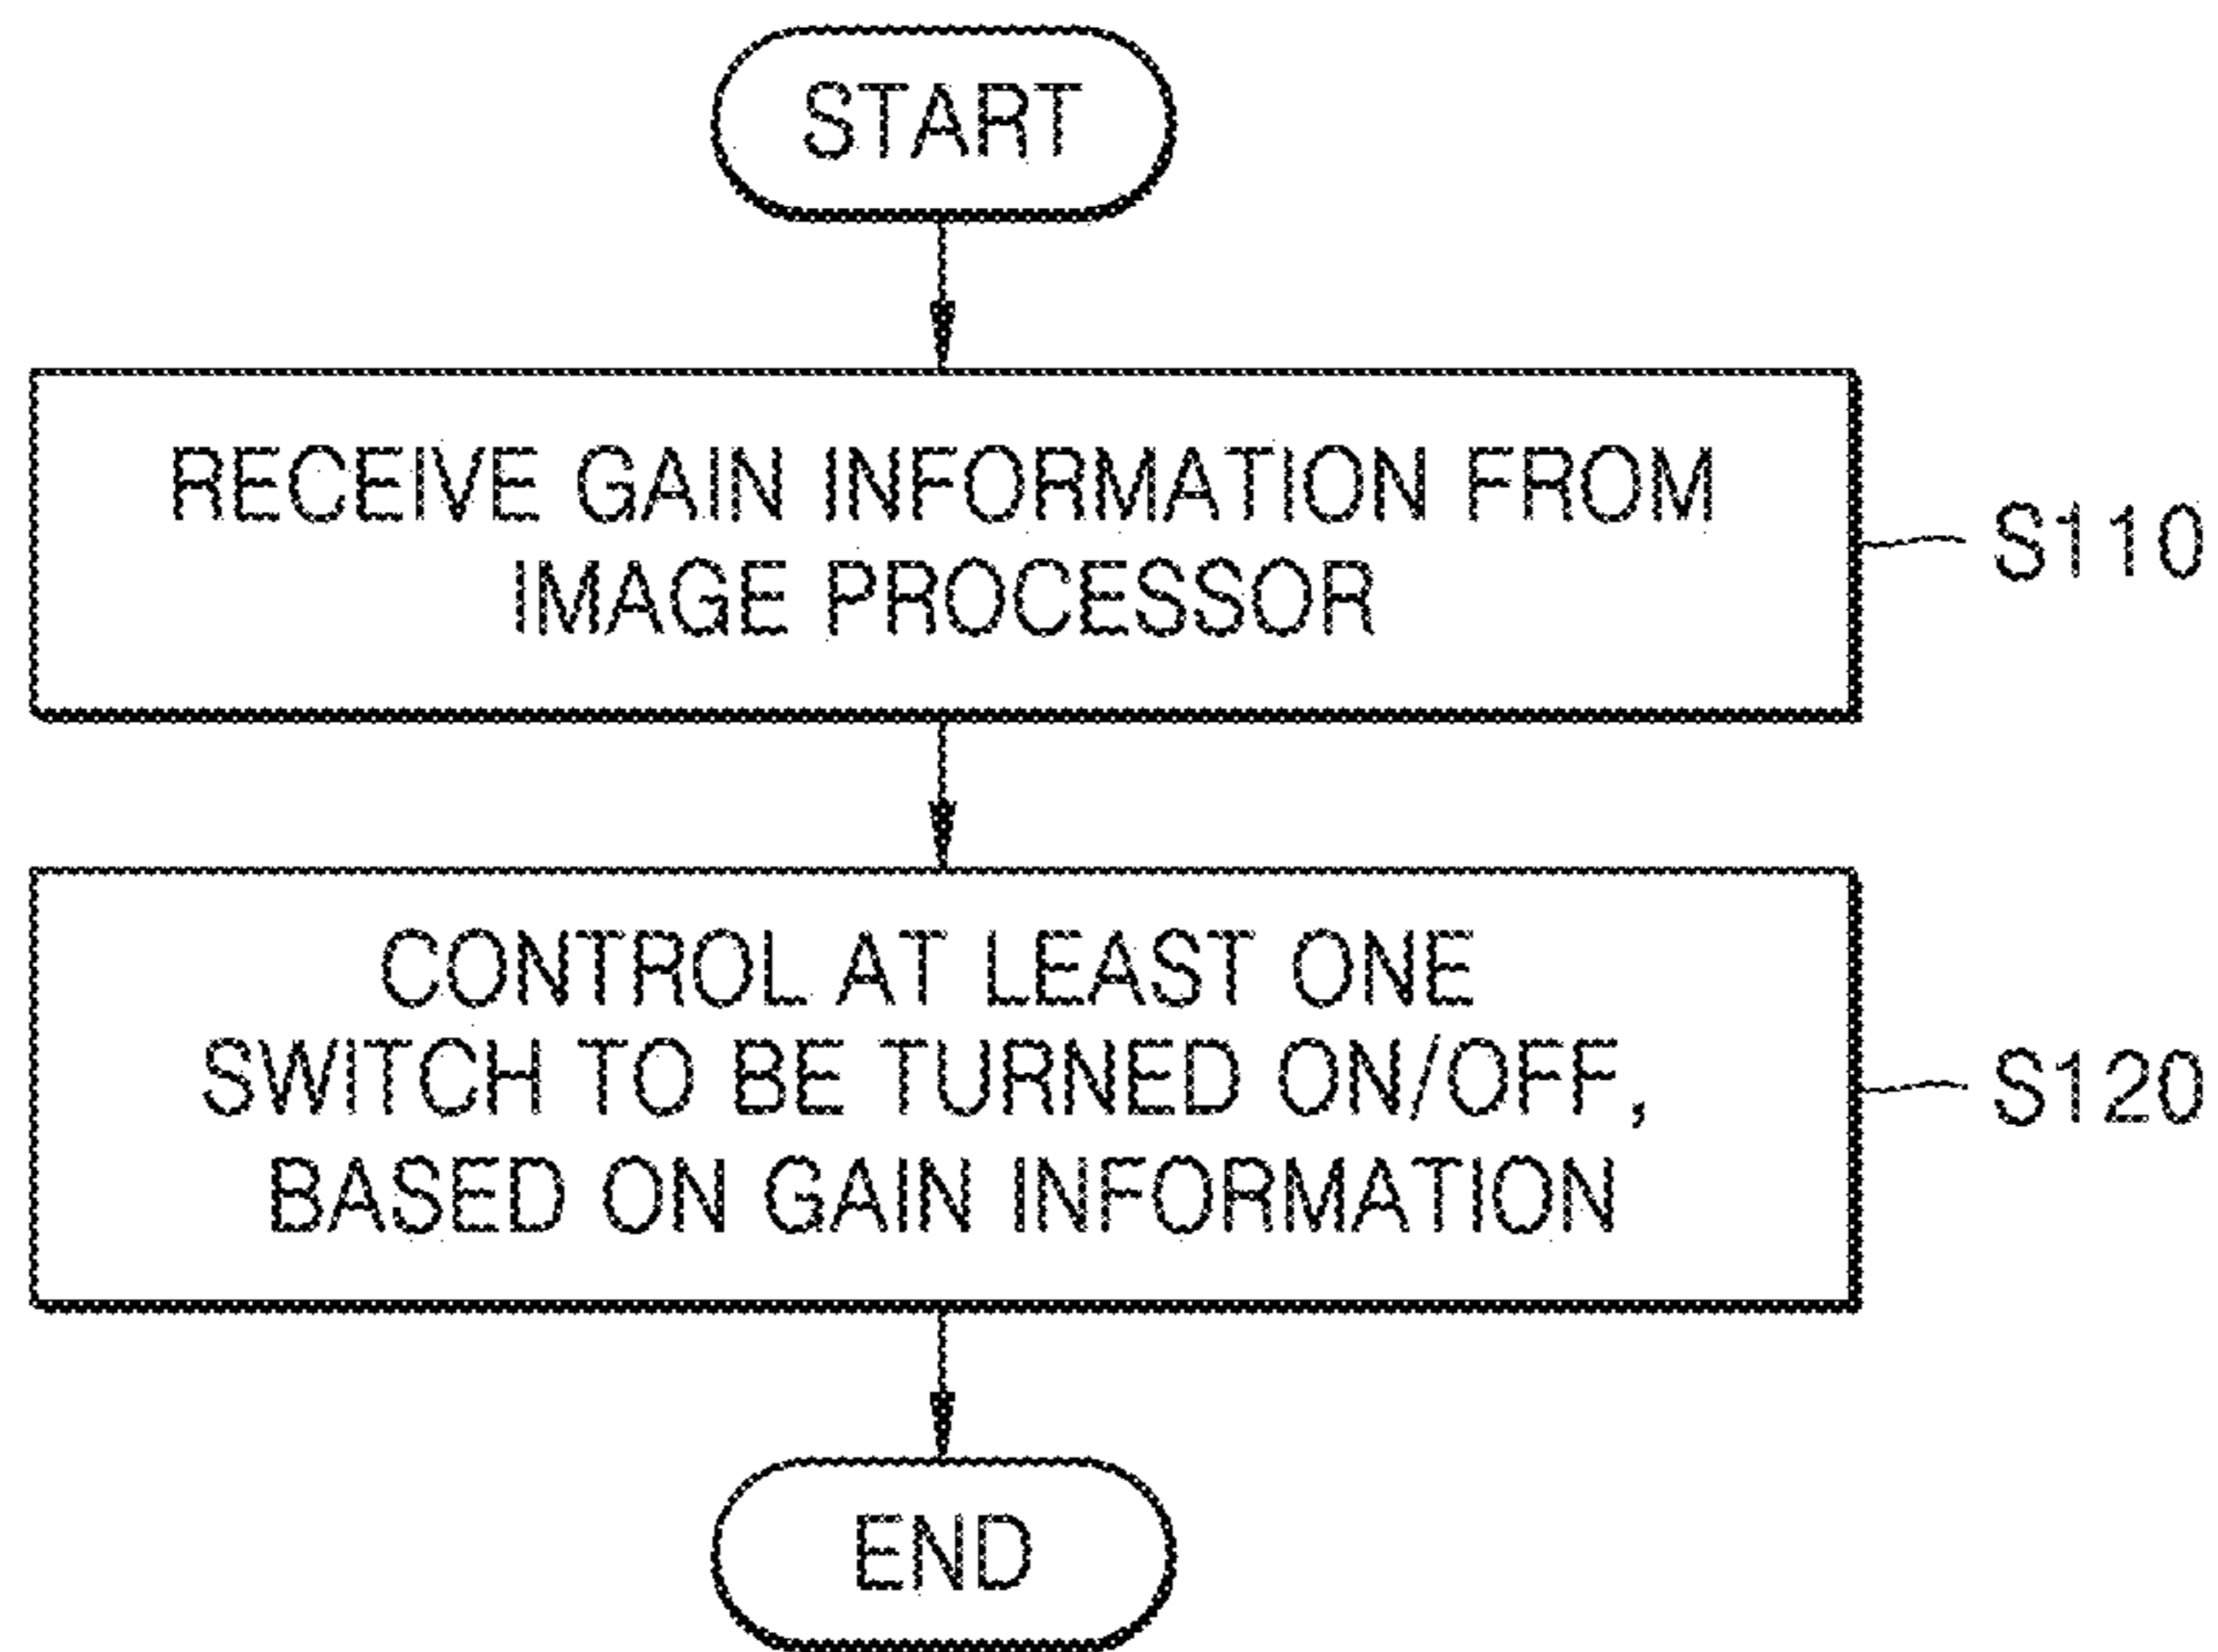 START
RECEIVE GAIN INFORMATION FROM
IMAGE PROCESSOR
S110
CONTROL AT LEAST ONE
SWITCH TO BE TURNED ON/OFF,
BASED ON GAIN INFORMATION
S120
END